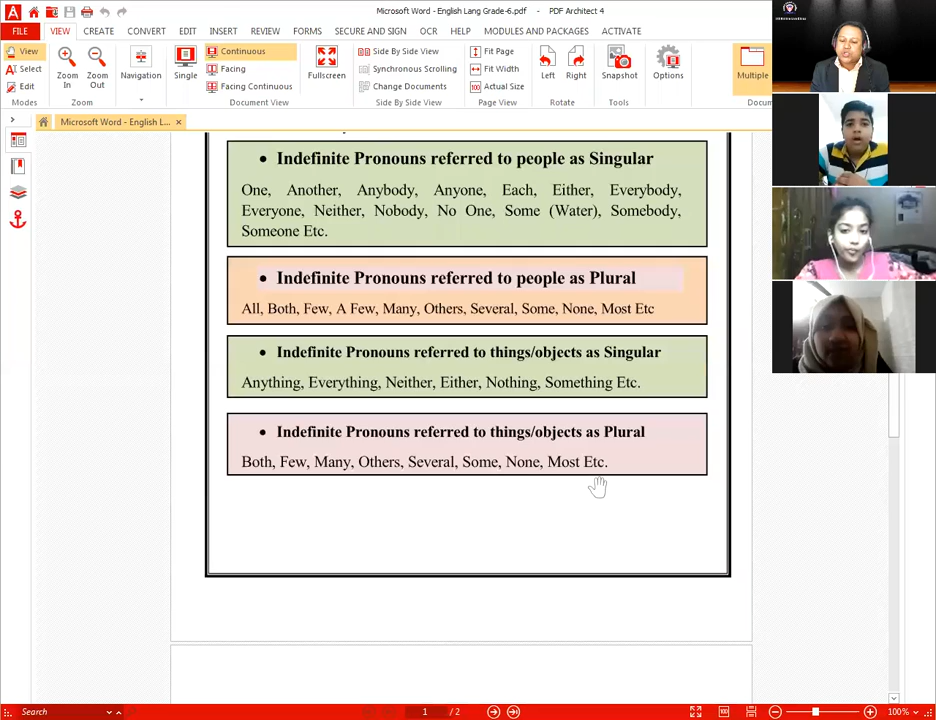 Microsoft Word - English Lang Grade-6.pdf - PDF Architect 4
FILE VIEW CREATE CONVERT EDIT INSERT REVIEW FORMS SECURE AND SIGN OCR HELP MODULES AND PACKAGES ACTIVATE
View
Select
Edit
Modes
Zoom In
Zoom Out
Zoom
Navigation
Single
Continuous
Facing
Facing Continuous
Document View
Fullscreen
Side By Side View
Synchronous Scrolling
Change Documents
Side By Side View
Fit Page
Fit Width
Actual Size
Page View
Left
Right
Rotate
Snapshot
Tools
Options
Multiple
Docum
Microsoft Word - English L... ×
• Indefinite Pronouns referred to people as Singular
One, Another, Anybody, Anyone, Each, Either, Everybody,
Everyone, Neither, Nobody, No One, Some (Water), Somebody,
Someone Etc.
• Indefinite Pronouns referred to people as Plural
All, Both, Few, A Few, Many, Others, Several, Some, None, Most Etc
• Indefinite Pronouns referred to things/objects as Singular
Anything, Everything, Neither, Either, Nothing, Something Etc.
• Indefinite Pronouns referred to things/objects as Plural
Both, Few, Many, Others, Several, Some, None, Most Etc.
Search
1 / 2
100%